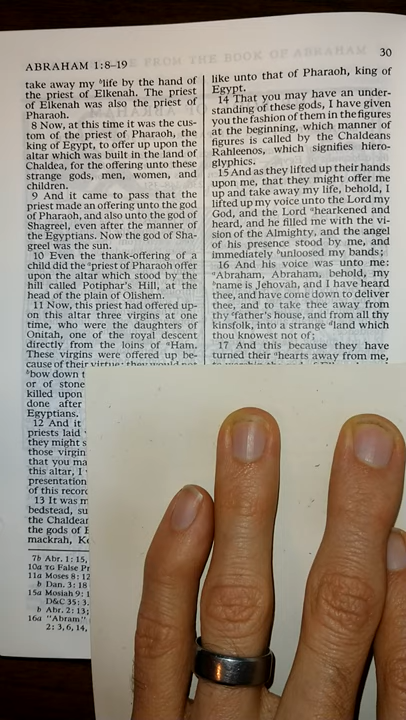 ABRAHAM 1:8–19
30
take away my ᵇlife by the hand of
the priest of Elkenah. The priest
of Elkenah was also the priest of
Pharaoh.
8 Now, at this time it was the cus-
tom of the priest of Pharaoh, the
king of Egypt, to offer up upon the
altar which was built in the land of
Chaldea, for the offering unto these
strange gods, men, women, and
children.
9 And it came to pass that the
priest made an offering unto the god
of Pharaoh, and also unto the god of
Shagreel, even after the manner of
the Egyptians. Now the god of Sha-
greel was the sun.
10 Even the thank-offering of a
child did the ᵃpriest of Pharaoh offer
upon the altar which stood by the
hill called Potiphar's Hill, at the
head of the plain of Olishem.
11 Now, this priest had offered up-
on this altar three virgins at one
time, who were the daughters of
Onitah, one of the royal descent
directly from the loins of ᵃHam.
These virgins were offered up be-
cause of their virtue; they would not
ᵇbow down t
or of stone
killed upon
done after
Egyptians.
12 And it
priests laid
they might s
those virgin
that you ma
this altar, I
presentation
of this recor
13 It was m
bedstead, su
the Chaldea
the gods of E
mackrah, Ko
7b Abr. 1:15,
10a TG False Pr
11a Moses 8:12
b Dan. 3:18
15a Mosiah 9:1
D&C 35:3.
b Abr. 2:13;
16a "Abram"
2:3, 6, 14,
like unto that of Pharaoh, king of
Egypt.
14 That you may have an under-
standing of these gods, I have given
you the fashion of them in the figures
at the beginning, which manner of
figures is called by the Chaldeans
Rahleenos, which signifies hiero-
glyphics.
15 And as they lifted up their hands
upon me, that they might offer me
up and take away my life, behold, I
lifted up my voice unto the Lord my
God, and the Lord ᵃhearkened and
heard, and he filled me with the vi-
sion of the Almighty, and the angel
of his presence stood by me, and
immediately ᵇunloosed my bands;
16 And his voice was unto me:
ᵃAbraham, Abraham, behold, my
ᵇname is Jehovah, and I have heard
thee, and have come down to deliver
thee, and to take thee away from
thy ᶜfather's house, and from all thy
kinsfolk, into a strange ᵈland which
thou knowest not of;
17 And this because they have
turned their ᵃhearts away from me,